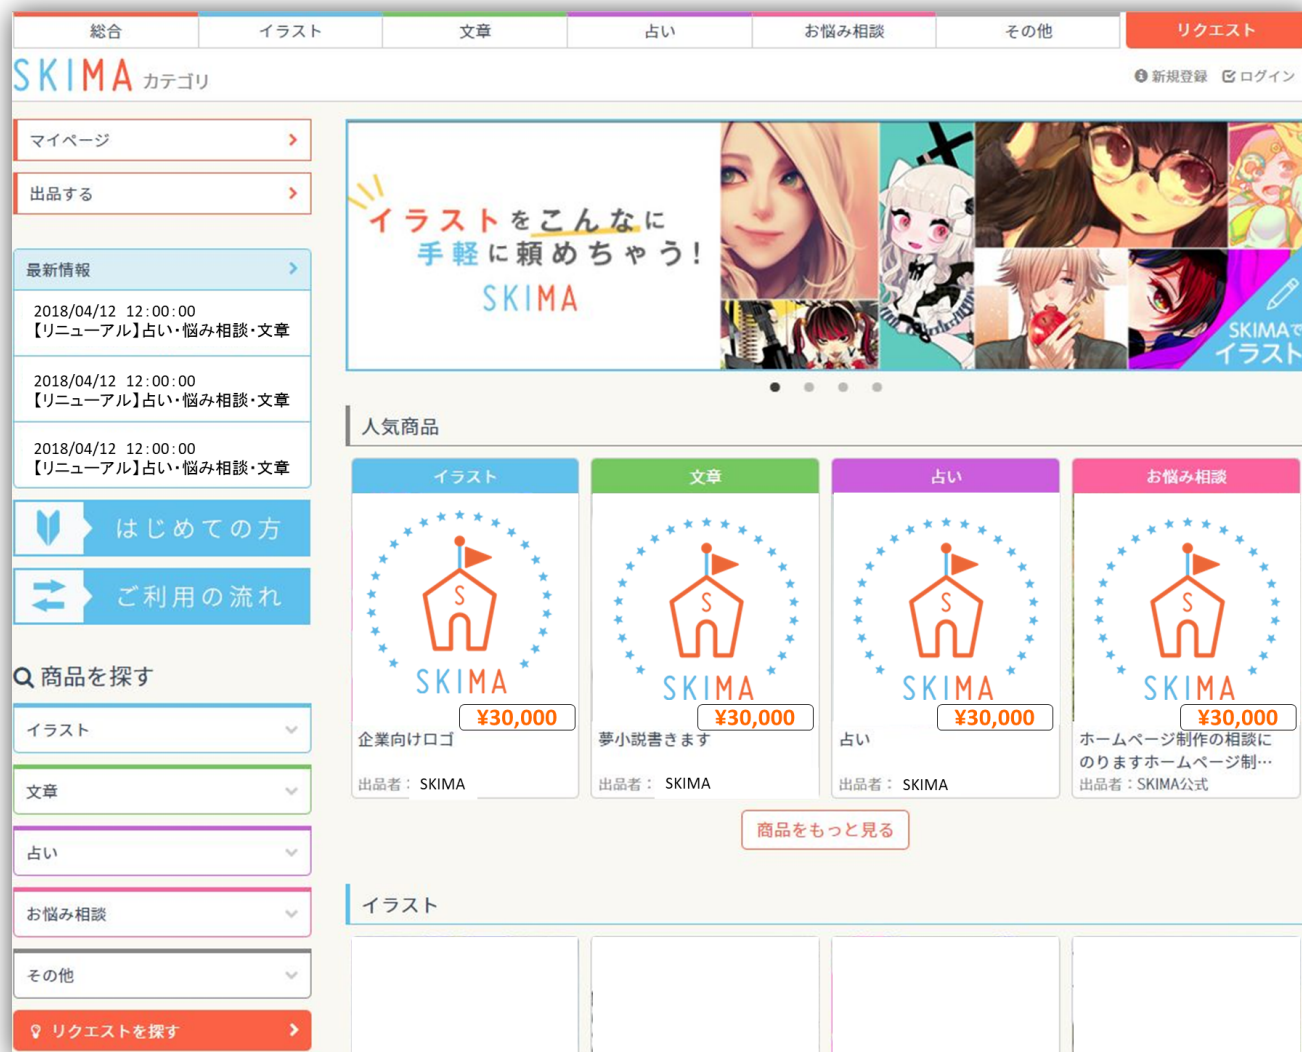 総合
イラスト
文章
占い
お悩み相談
その他
リクエスト
SKIMA カテゴリ
新規登録 ログイン
マイページ
出品する
最新情報
2018/04/12 12:00:00
【リニューアル】占い・悩み相談・文章
2018/04/12 12:00:00
【リニューアル】占い・悩み相談・文章
2018/04/12 12:00:00
【リニューアル】占い・悩み相談・文章
はじめての方
ご利用の流れ
商品を探す
イラスト
文章
占い
お悩み相談
その他
リクエストを探す
イラストをこんなに
手軽に頼めちゃう!
SKIMA
SKIMAで
イラスト
人気商品
イラスト
S
SKIMA
¥30,000
企業向けロゴ
出品者： SKIMA
文章
S
SKIMA
¥30,000
夢小説書きます
出品者： SKIMA
占い
S
SKIMA
¥30,000
占い
出品者： SKIMA
お悩み相談
S
SKIMA
¥30,000
ホームページ制作の相談に
のりますホームページ制…
出品者：SKIMA公式
商品をもっと見る
イラスト